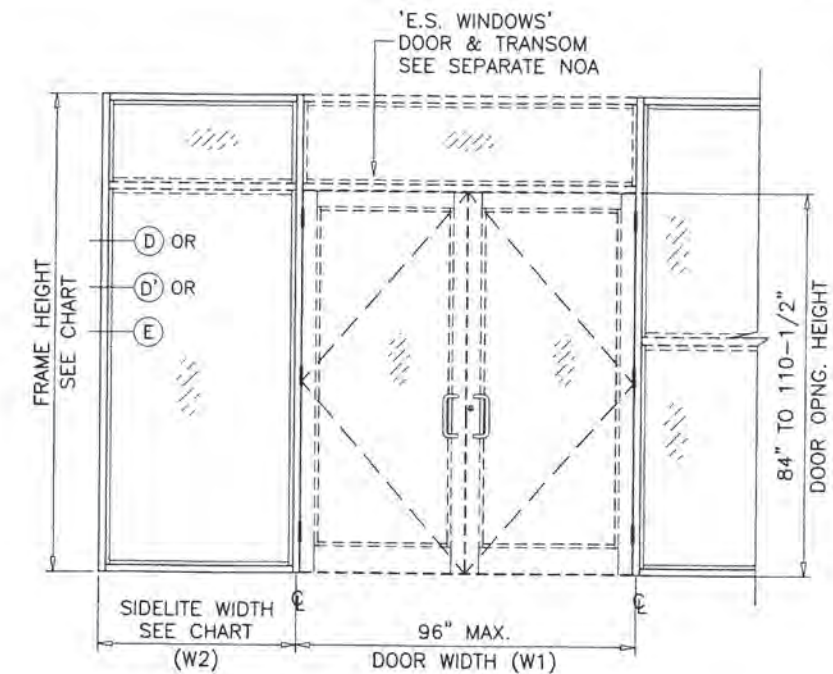 'E.S. WINDOWS'
DOOR & TRANSOM
SEE SEPARATE NOA
FRAME HEIGHT
SEE CHART
D OR
D' OR
E
84" TO 110-1/2"
DOOR OPNG. HEIGHT
SIDELITE WIDTH
SEE CHART
(W2)
℄
96" MAX.
DOOR WIDTH (W1)
℄